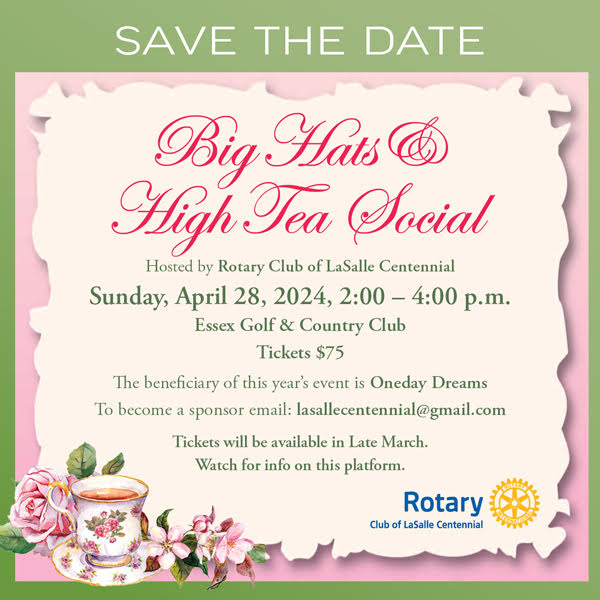 SAVE THE DATE
Big Hats &
High Tea Social
Hosted by Rotary Club of LaSalle Centennial
Sunday, April 28, 2024, 2:00 – 4:00 p.m.
Essex Golf & Country Club
Tickets $75
The beneficiary of this year's event is Oneday Dreams
To become a sponsor email: lasallecentennial@gmail.com
Tickets will be available in Late March.
Watch for info on this platform.
Rotary
Club of LaSalle Centennial